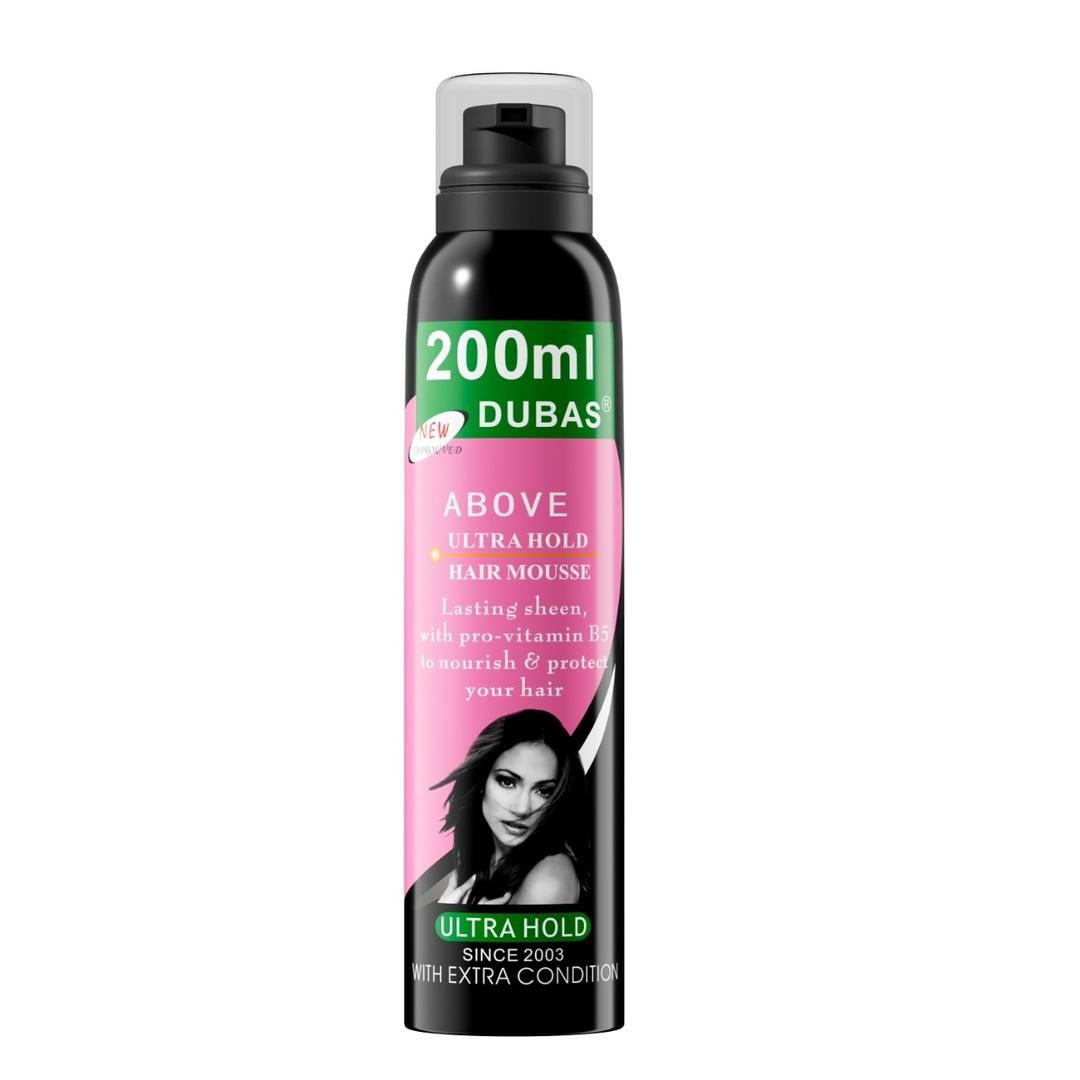 200ml
DUBAS®
NEW
IMPROUVED
ABOVE
ULTRA HOLD
HAIR MOUSSE
Lasting sheen,
with pro-vitamin B5
to nourish & protect
your hair
ULTRA HOLD
SINCE 2003
WITH EXTRA CONDITION